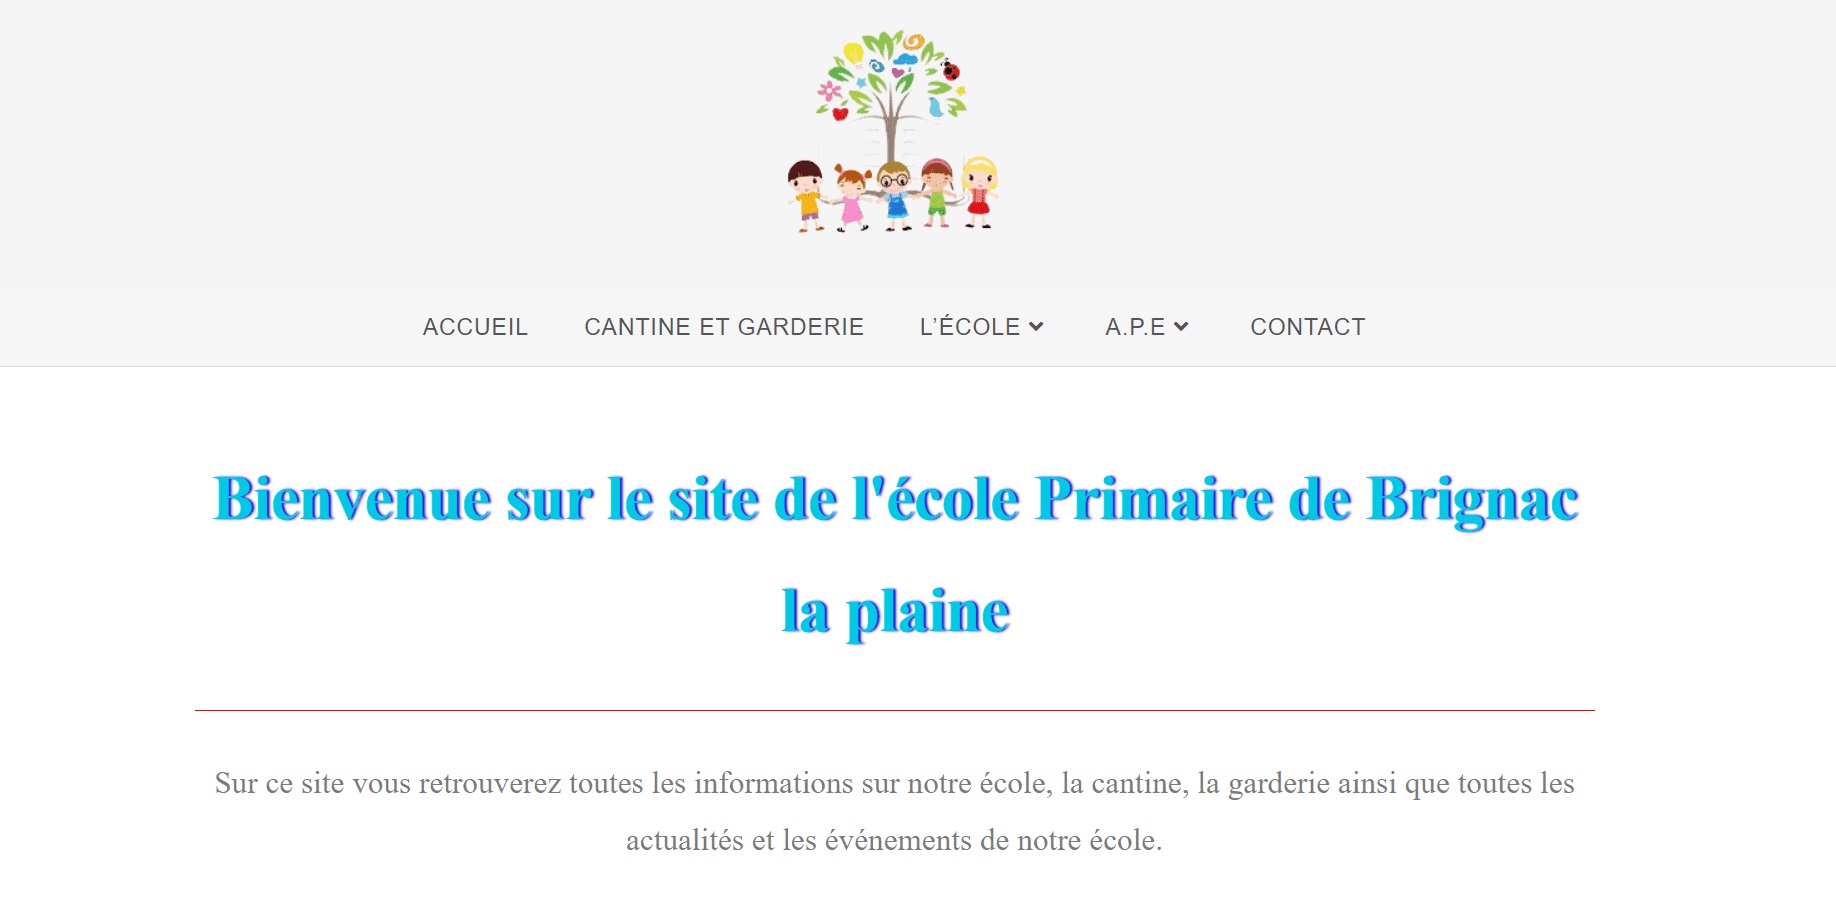 ACCUEIL CANTINE ET GARDERIE L’ÉCOLE A.P.E CONTACT
Bienvenue sur le site de l'école Primaire de Brignac
la plaine
Sur ce site vous retrouverez toutes les informations sur notre école, la cantine, la garderie ainsi que toutes les
actualités et les événements de notre école.